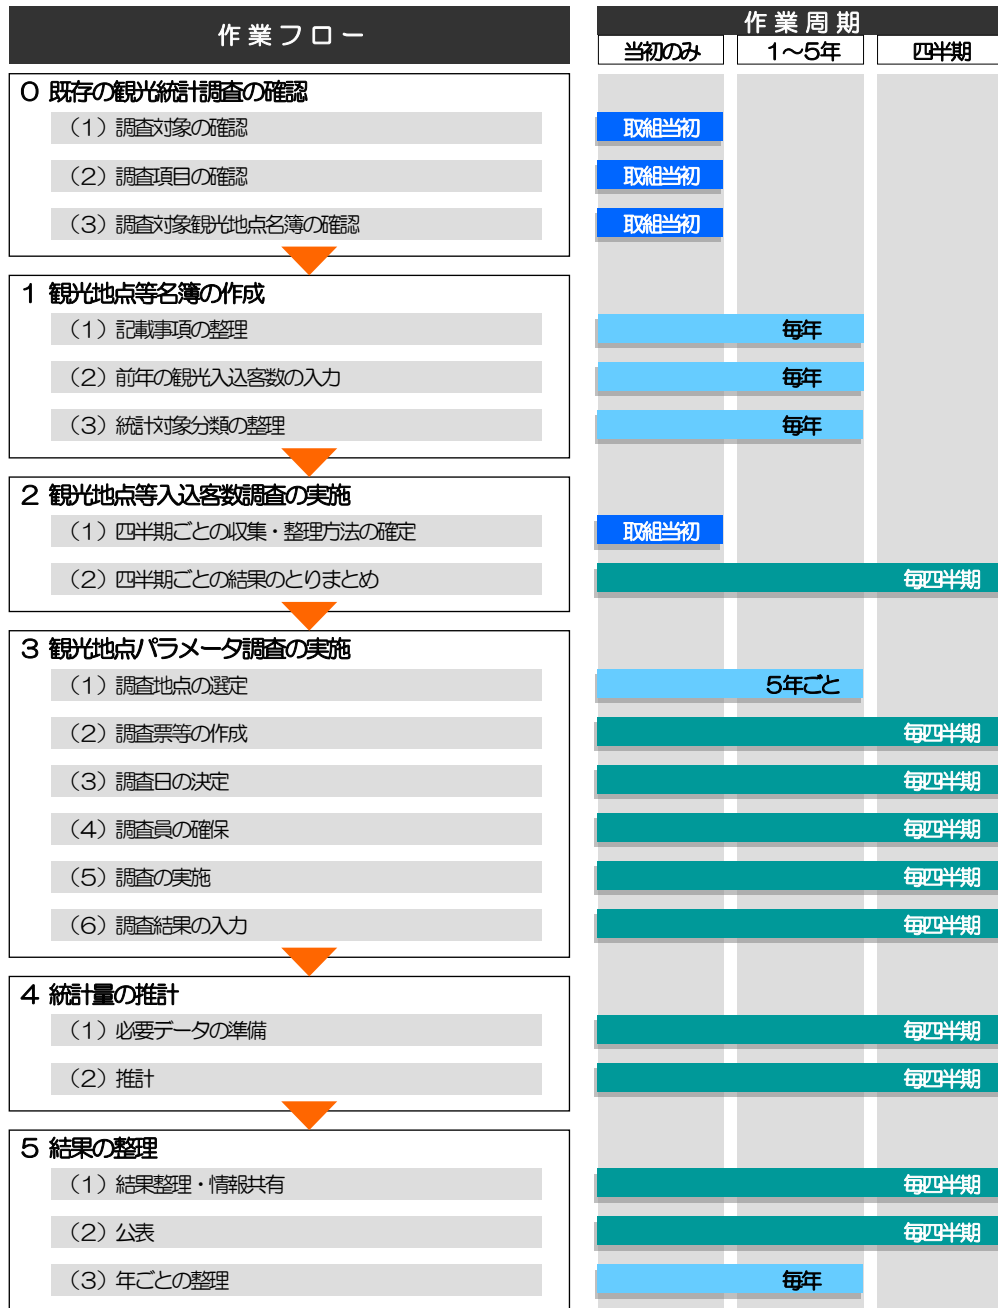 作業フロー
作業周期
当初のみ
1～5年
四半期
0 既存の観光統計調査の確認
（1）調査対象の確認
取組当初
（2）調査項目の確認
取組当初
（3）調査対象観光地点名簿の確認
取組当初
1 観光地点等名簿の作成
（1）記載事項の整理
毎年
（2）前年の観光入込客数の入力
毎年
（3）統計対象分類の整理
毎年
2 観光地点等入込客数調査の実施
（1）四半期ごとの収集・整理方法の確定
取組当初
（2）四半期ごとの結果のとりまとめ
毎四半期
3 観光地点パラメータ調査の実施
（1）調査地点の選定
5年ごと
（2）調査票等の作成
毎四半期
（3）調査日の決定
毎四半期
（4）調査員の確保
毎四半期
（5）調査の実施
毎四半期
（6）調査結果の入力
毎四半期
4 統計量の推計
（1）必要データの準備
毎四半期
（2）推計
毎四半期
5 結果の整理
（1）結果整理・情報共有
毎四半期
（2）公表
毎四半期
（3）年ごとの整理
毎年